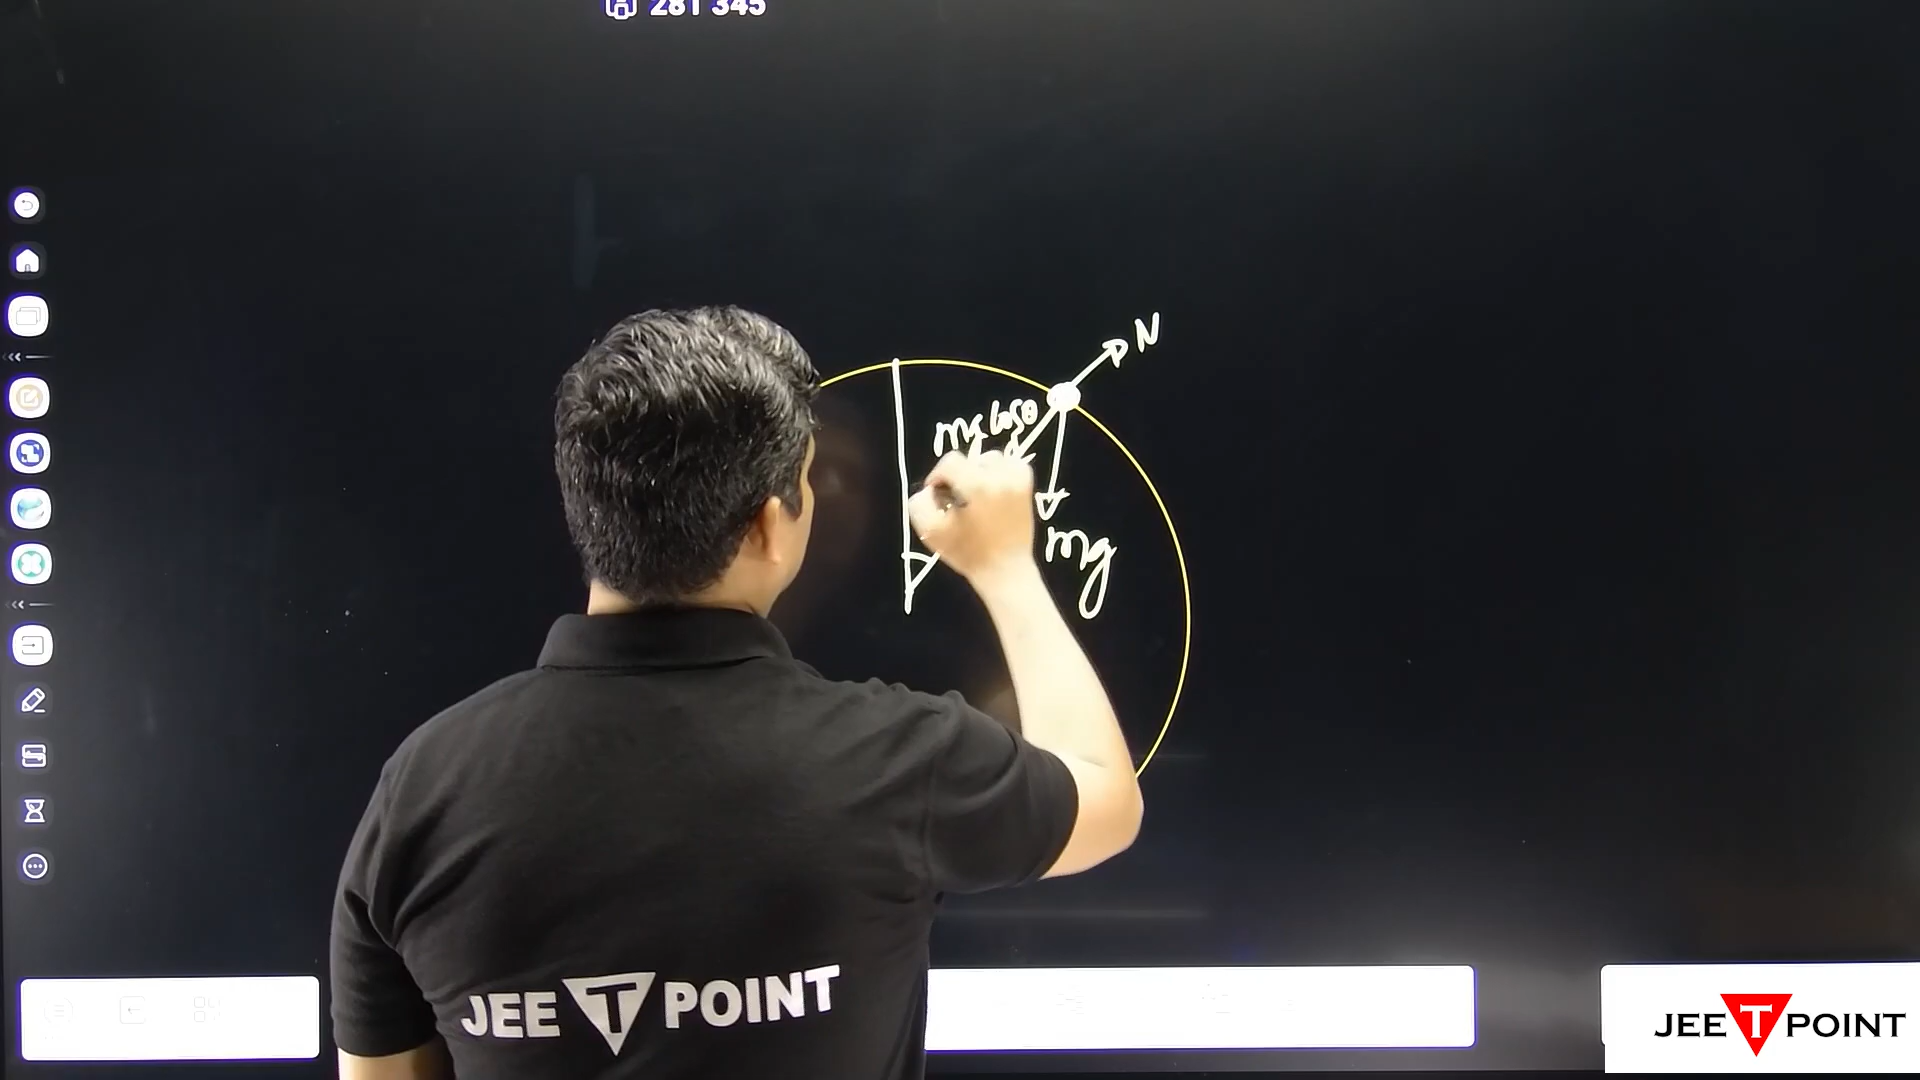 281 345
N
mg cosθ
mg
JEE T POINT
JEE T POINT